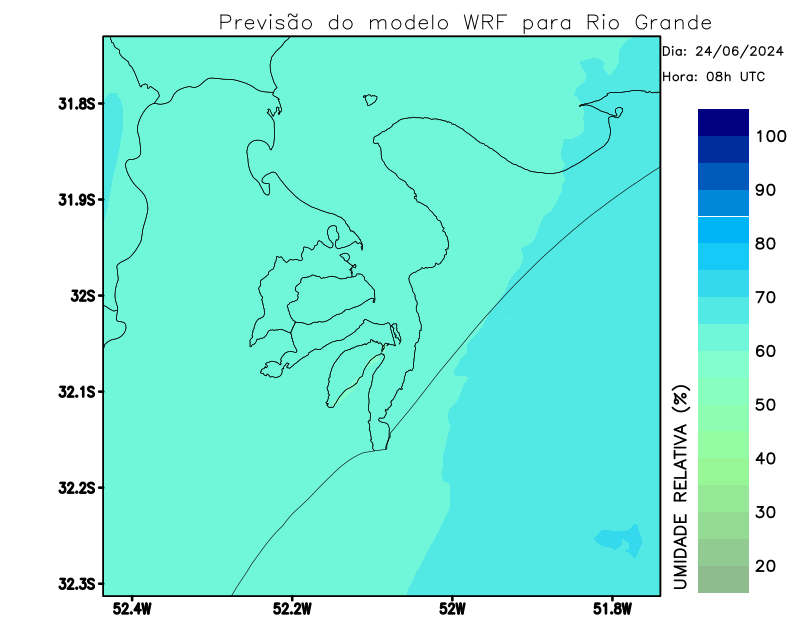 Previsão do modelo WRF para Rio Grande
Dia: 24/06/2024
Hora: 08h UTC
31.8S
31.9S
32S
32.1S
32.2S
32.3S
52.4W
52.2W
52W
51.8W
100
90
80
70
60
50
40
30
20
UMIDADE RELATIVA (%)